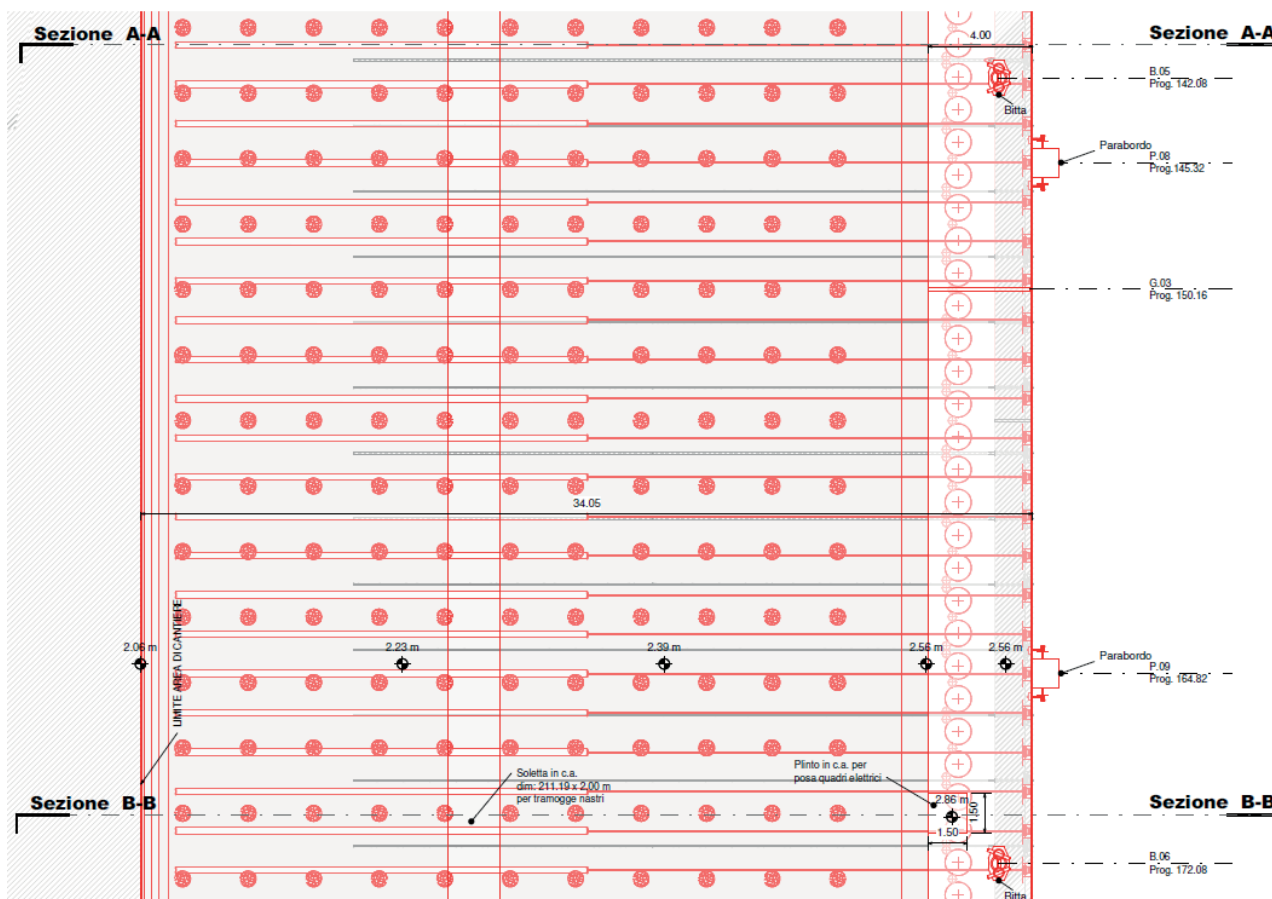 Sezione A-A
4.00
Sezione A-A
B.05
Prog. 142.08
Bitta
Parabordo
P.08
Prog.145.32
G.03
Prog. 150.16
34.05
LIMITE AREA DI CANTIERE
2.06 m
2.23 m
2.39 m
2.56 m
2.56 m
Parabordo
P.09
Prog. 164.82
Soletta in c.a.
dim: 211.19 x 2,00 m
per tramogge nastri
Plinto in c.a. per
posa quadri elettrici
2.86 m
1.50
1.50
Sezione B-B
Sezione B-B
B.06
Prog. 172.08
Bitta